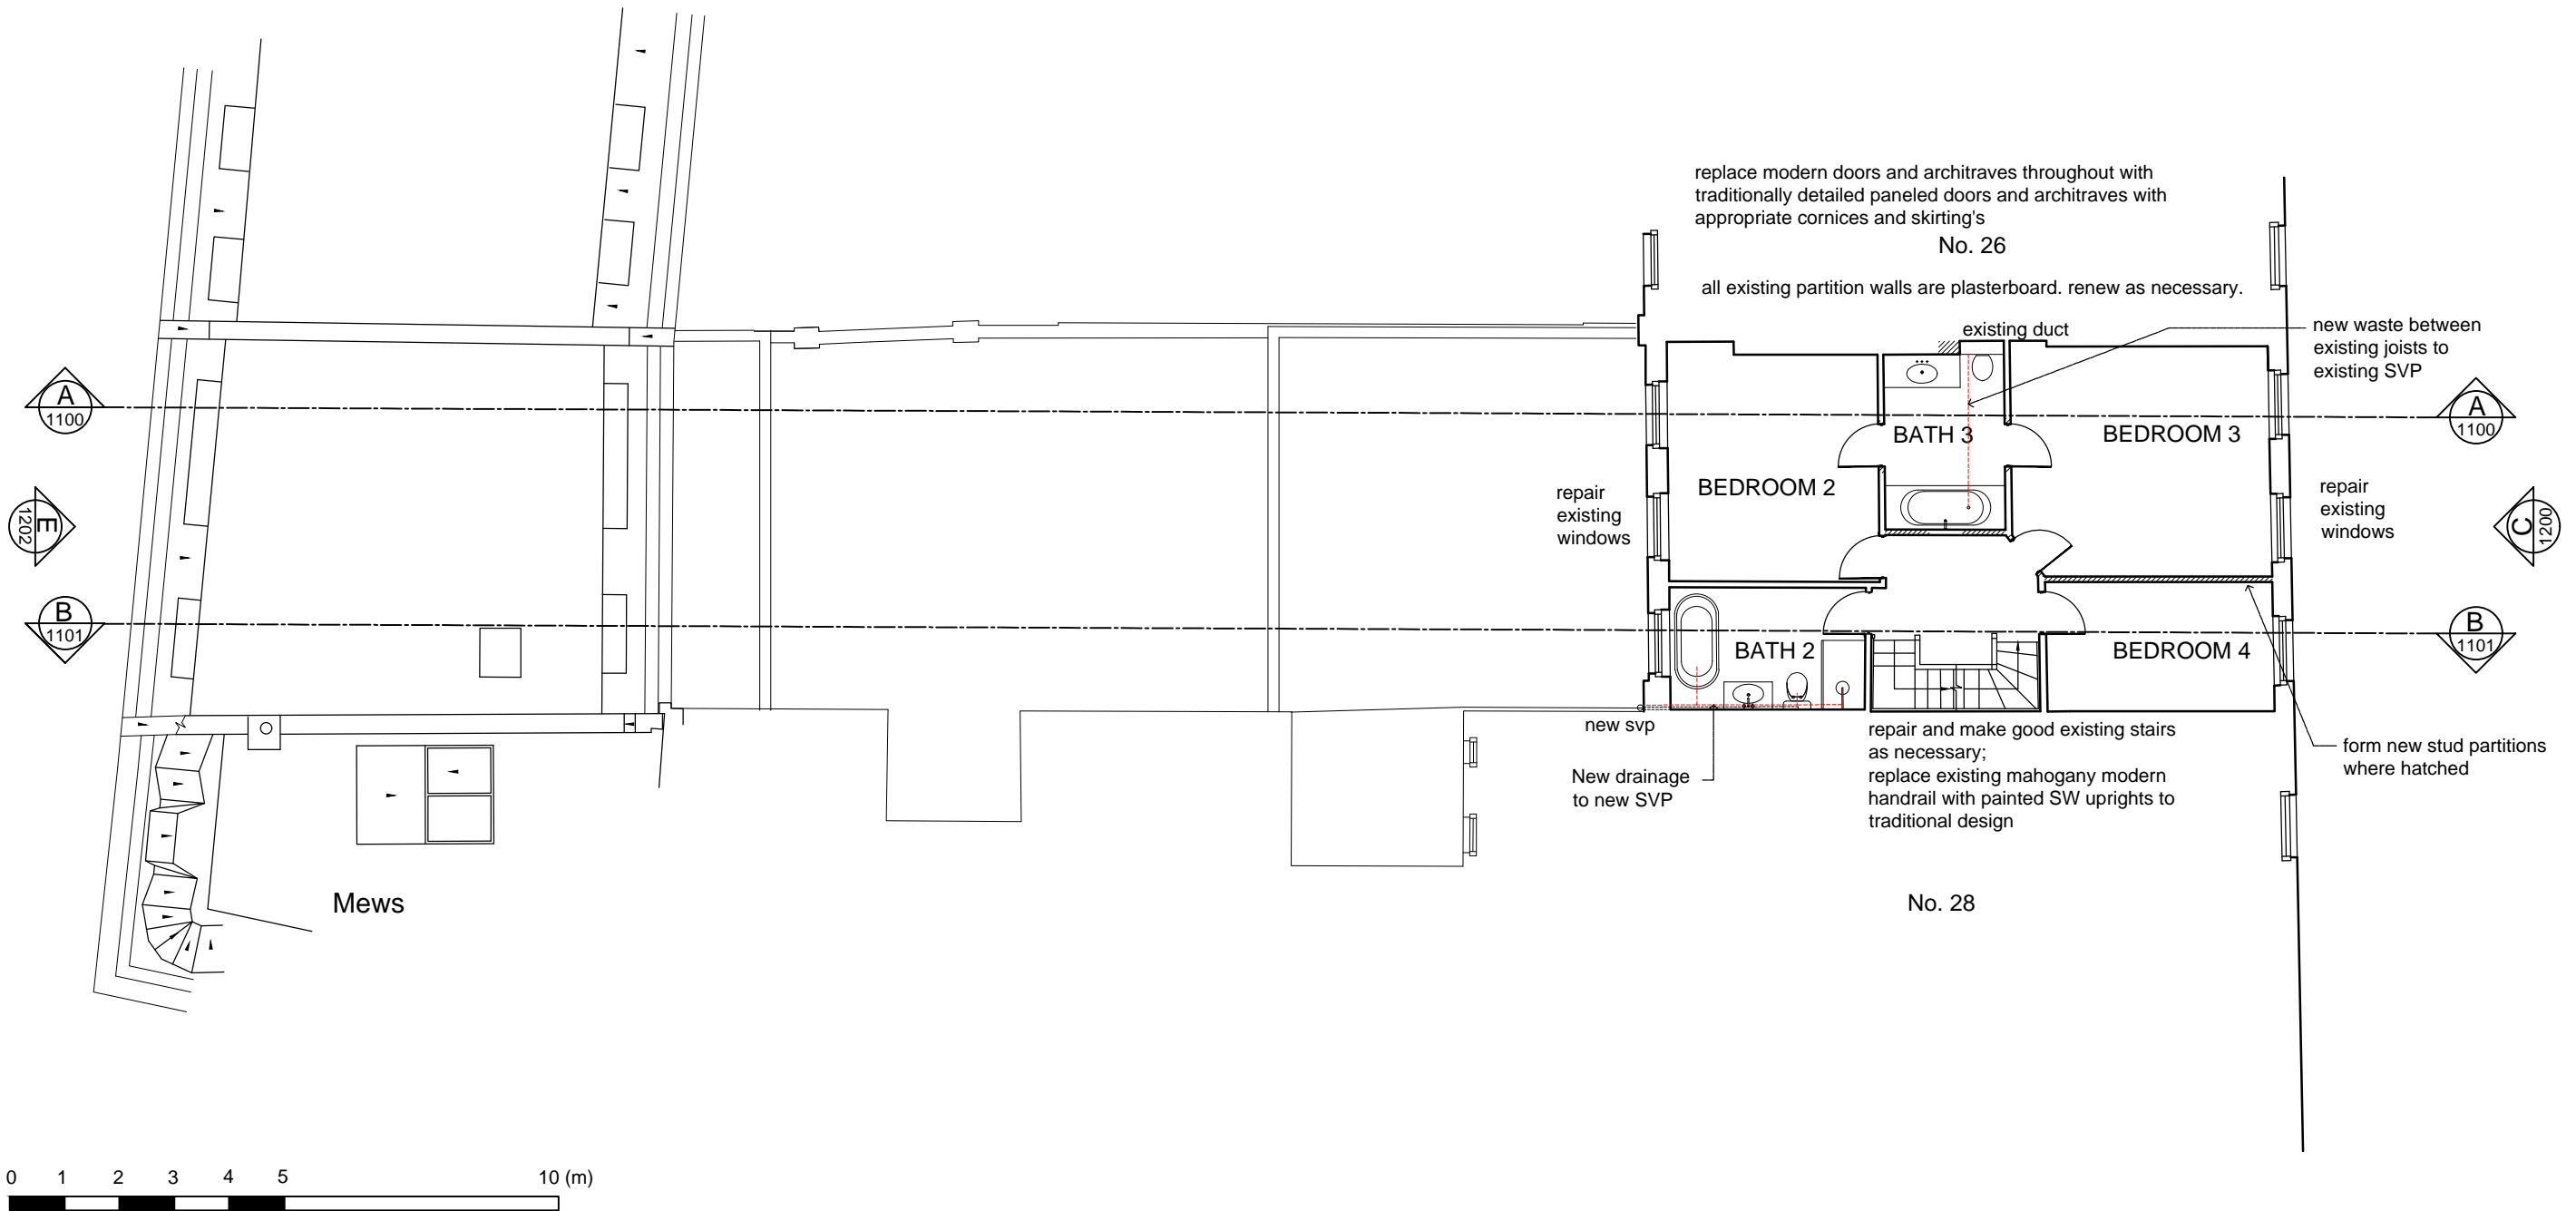 replace modern doors and architraves throughout with
traditionally detailed paneled doors and architraves with
appropriate cornices and skirting's
No. 26
all existing partition walls are plasterboard. renew as necessary.
existing duct
new waste between
existing joists to
existing SVP
A
1100
A
1100
BATH 3
BEDROOM 3
BEDROOM 2
repair
existing
windows
repair
existing
windows
E
1202
C
1200
B
1101
B
1101
BATH 2
BEDROOM 4
new svp
New drainage
to new SVP
repair and make good existing stairs
as necessary;
replace existing mahogany modern
handrail with painted SW uprights to
traditional design
form new stud partitions
where hatched
Mews
No. 28
0 1 2 3 4 5 10 (m)